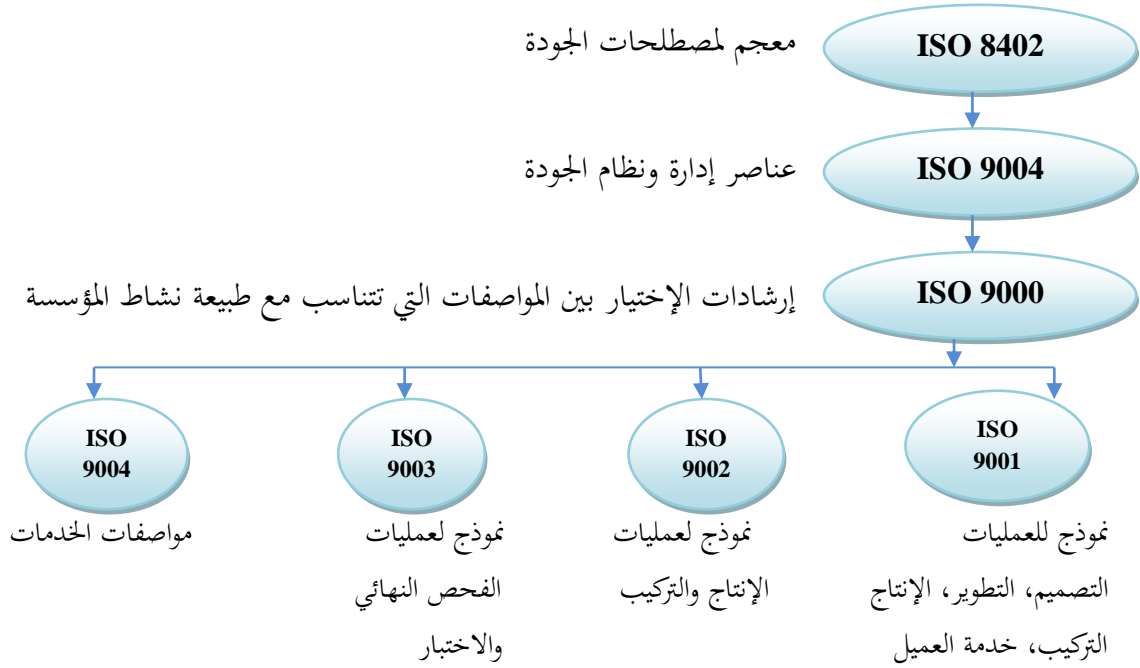 ISO 8402
معجم لمصطلحات الجودة
ISO 9004
عناصر إدارة ونظام الجودة
ISO 9000
إرشادات الإختيار بين المواصفات التي تتناسب مع طبيعة نشاط المؤسسة
ISO
9001
نموذج للعمليات
التصميم، التطوير، الإنتاج
التركيب، خدمة العميل
ISO
9002
نموذج لعمليات
الإنتاج والتركيب
ISO
9003
نموذج لعمليات
الفحص النهائي
والاختبار
ISO
9004
مواصفات الخدمات